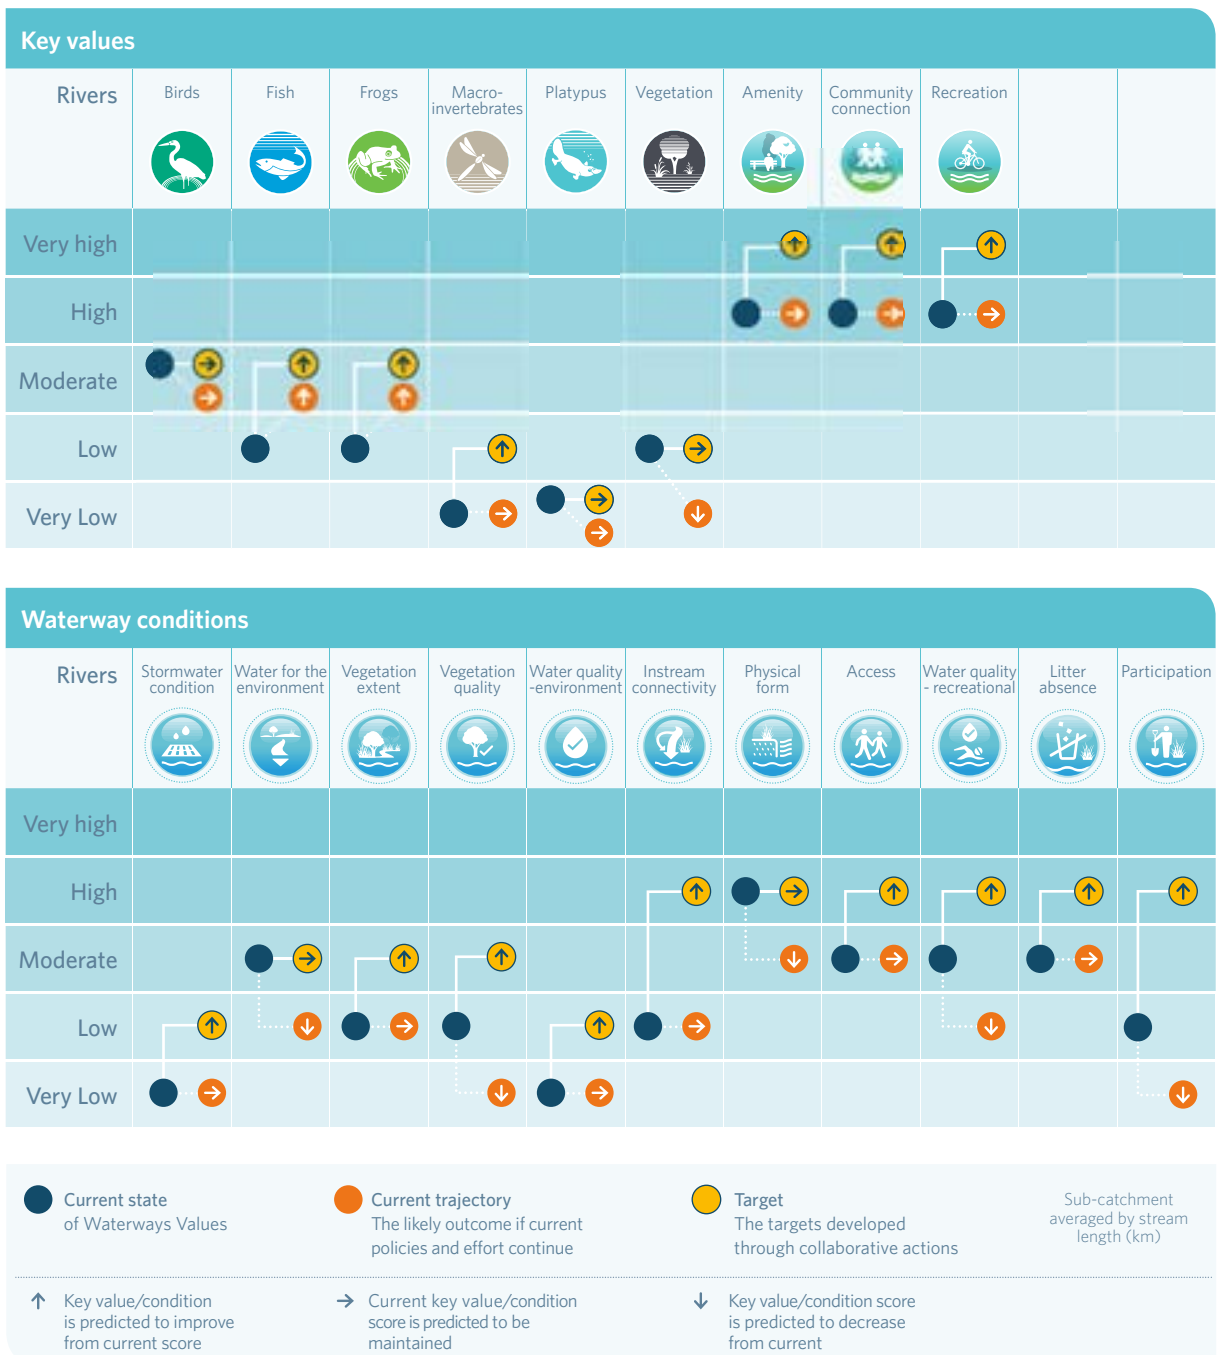 Key values
Rivers
Birds
Fish
Frogs
Macro-
invertebrates
Platypus
Vegetation
Amenity
Community
connection
Recreation
Very high
High
Moderate
Low
Very Low
Waterway conditions
Rivers
Stormwater
condition
Water for the
environment
Vegetation
extent
Vegetation
quality
Water quality
-environment
Instream
connectivity
Physical
form
Access
Water quality
- recreational
Litter
absence
Participation
Very high
High
Moderate
Low
Very Low
Current state
of Waterways Values
Current trajectory
The likely outcome if current
policies and effort continue
Target
The targets developed
through collaborative actions
Sub-catchment
averaged by stream
length (km)
Key value/condition
is predicted to improve
from current score
Current key value/condition
score is predicted to be
maintained
Key value/condition score
is predicted to decrease
from current